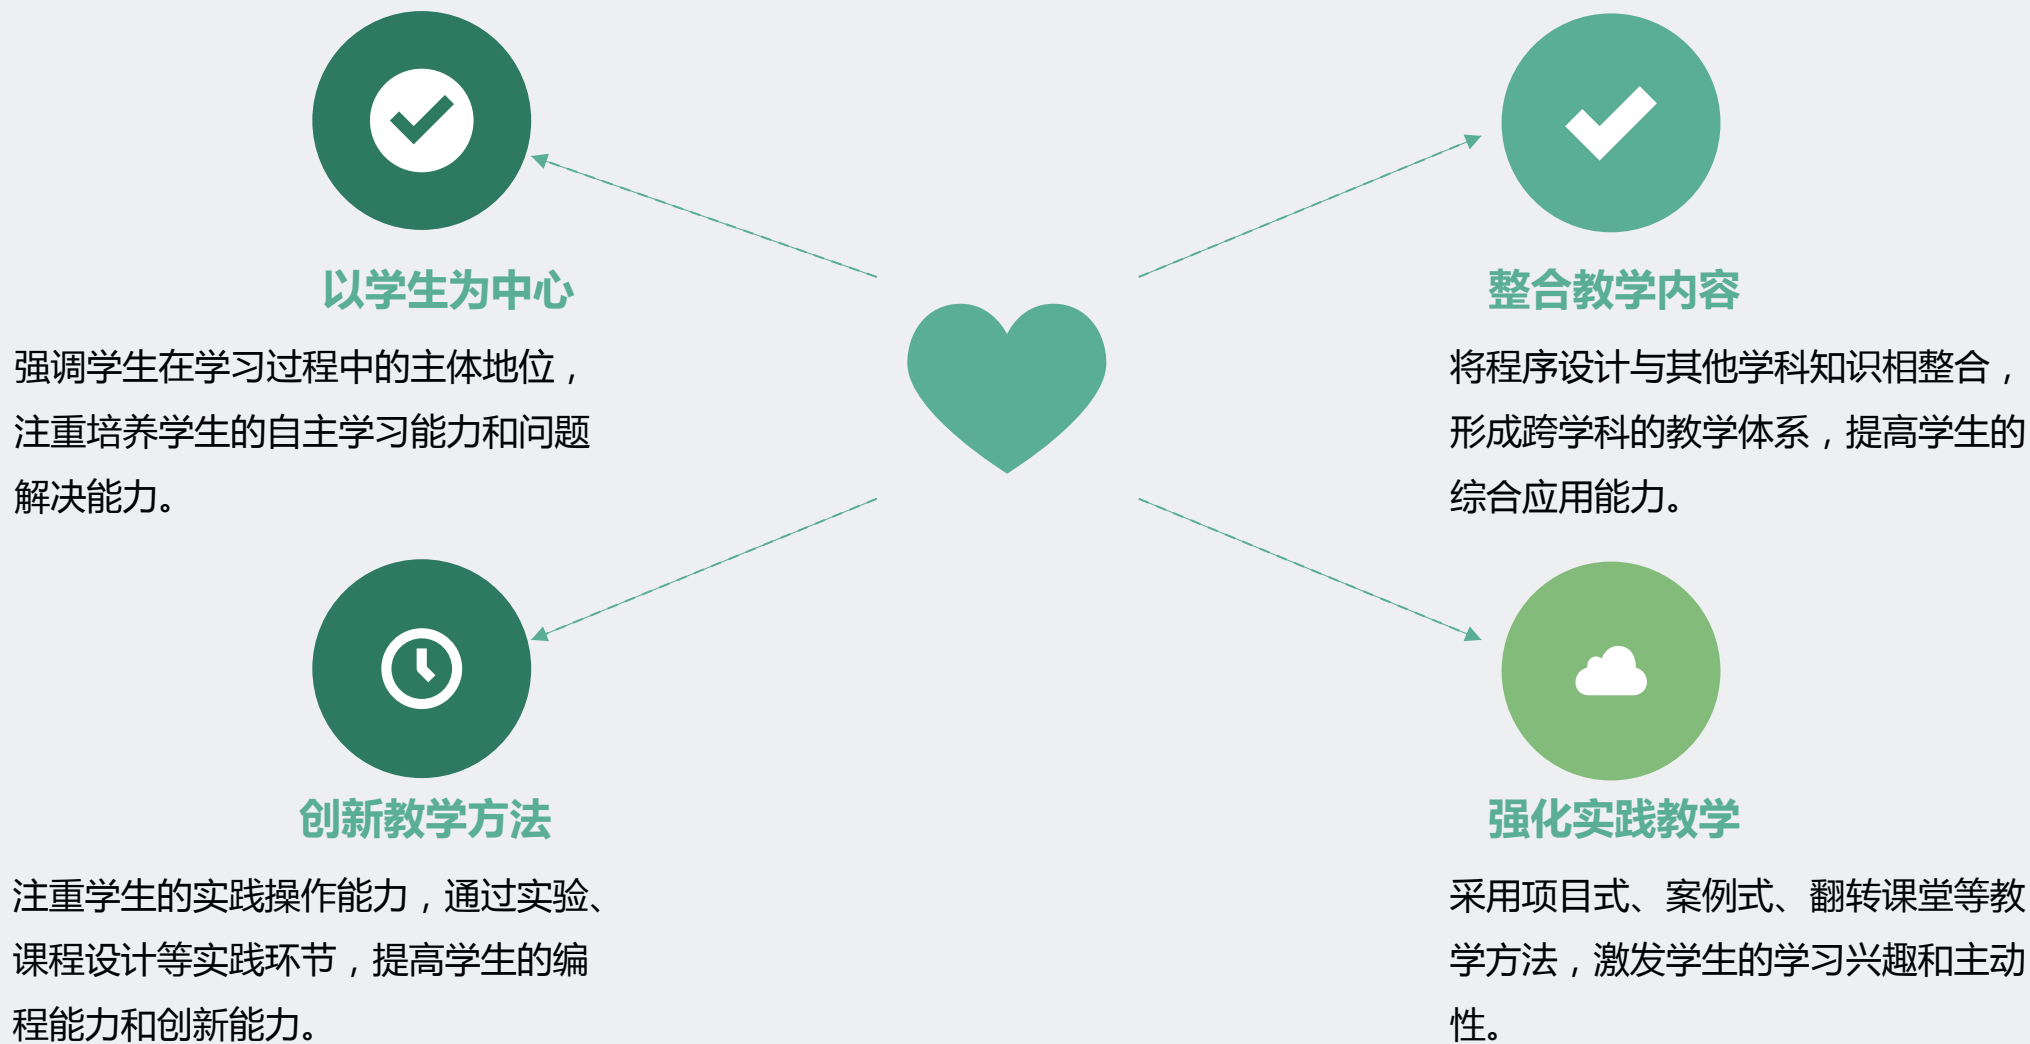 以学生为中心
强调学生在学习过程中的主体地位，
注重培养学生的自主学习能力和问题
解决能力。
整合教学内容
将程序设计与其他学科知识相整合，
形成跨学科的教学体系，提高学生的
综合应用能力。
创新教学方法
注重学生的实践操作能力，通过实验、
课程设计等实践环节，提高学生的编
程能力和创新能力。
强化实践教学
采用项目式、案例式、翻转课堂等教
学方法，激发学生的学习兴趣和主动
性。